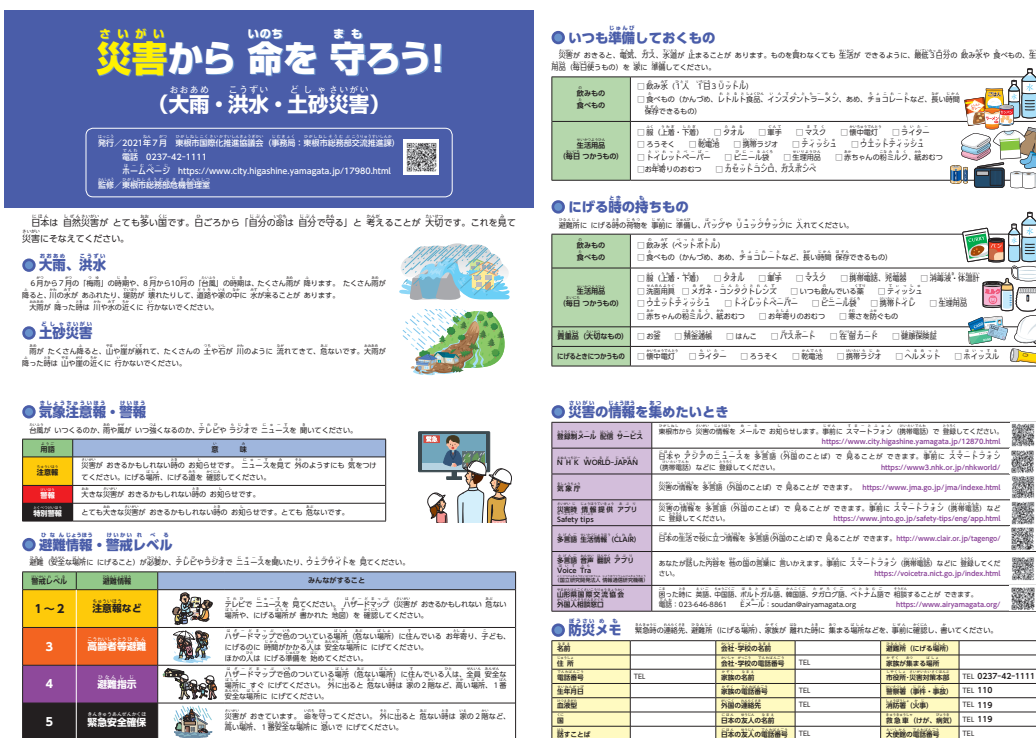 災害から 命を 守ろう!
(大雨・洪水・土砂災害)
発行/2021年7月 東根市国際化推進協議会(事務局:東根市総務部交流推進課)
電話 0237-42-1111
ホームページ https://www.city.higashine.yamagata.jp/17980.html
監修/東根市総務部危機管理室
日本は 自然災害が とても多い国です。日ごろから「自分の命は 自分で守る」と 考えることが 大切です。これを見て
災害にそなえてください。
大雨、洪水
6月から7月の「梅雨」の時期や、8月から10月の「台風」の時期は、たくさん雨が 降ります。たくさん雨が
降ると、川の水が あふれたり、堤防が 壊れたりして、道路や家の中に 水が来ることが あります。
大雨が 降った時は 川や水の近くに 行かないでください。
土砂災害
雨が たくさん降ると、山や崖が崩れて、たくさんの 土や石が 川のように 流れてきて、危ないです。大雨が
降った時は 山や崖の近くに 行かないでください。
気象注意報・警報
台風が いつくるのか、雨や風が いつ強くなるのか、テレビや ラジオで ニュースを 聞いてください。
用語 意 味
注意報 災害が おきるかもしれない時の お知らせです。 ニュースを見て 外のようすにも 気をつけ
てください。にげる場所、にげる道を 確認してください。
警報 大きな災害が おきるかもしれない時の お知らせです。
特別警報 とても大きな災害が おきるかもしれない時の お知らせです。とても 危ないです。
緊急
避難情報・警戒レベル
避難(安全な場所に にげること)が必要か、テレビやラジオで ニュースを聞いたり、ウェブサイトを 見てください。
警戒レベル 避難情報 みんながすること
1~2 注意報など テレビで ニュースを 見てください。 ハザードマップ(災害が おきるかもしれない 危ない
場所や、にげる場所が 書かれた 地図)を 確認してください。
3 高齢者等避難 ハザードマップで色のついている場所(危ない場所)に住んでいる お年寄り、子ども、
にげるのに 時間がかかる人は 安全な場所に にげてください。
ほかの人は にげる準備を 始めてください。
4 避難指示 ハザードマップで色のついている場所(危ない場所)に住んでいる人は、全員 安全な
場所に すぐ にげてください。 外に出ると 危ない時は 家の2階など、高い場所、1番
安全な場所に にげてください。
5 緊急安全確保 災害が おきています。 命を守ってください。 外に出ると 危ない時は 家の2階など、
高い場所、1番安全な場所に 急いで にげてください。
いつも準備しておくもの
災害が おきると、電気、ガス、水道が 止まることが あります。ものを買わなくても 生活が できるように、最低3日分の 飲み水や 食べもの、生
用品(毎日使うもの)を 家に 準備してください。
飲みもの
食べもの
□飲み水(1人 1日3リットル)
□食べもの(かんづめ、レトルト食品、インスタントラーメン、あめ、チョコレートなど、長い時間
保存できるもの)
生活用品
(毎日 つかうもの)
□服(上着・下着) □タオル □軍手 □マスク □懐中電灯 □ライター
□ろうそく □乾電池 □携帯ラジオ □ティッシュ □ウエットティッシュ
□トイレットペーパー □ビニール袋 □生理用品 □赤ちゃんの粉ミルク、紙おむつ
□お年寄りのおむつ □カセットコンロ、ガスボンベ
にげる時の持ちもの
避難所に にげる時の荷物を 事前に 準備し、バッグや リュックサックに 入れてください。
飲みもの
食べもの
□飲み水(ペットボトル)
□食べもの(かんづめ、あめ、チョコレートなど、長い時間 保存できるもの)
生活用品
(毎日 つかうもの)
□服(上着・下着) □タオル □軍手 □マスク □携帯電話、充電器 □消毒液・体温計
□洗面用具 □メガネ・コンタクトレンズ □いつも飲んでいる薬 □ティッシュ
□ウエットティッシュ □トイレットペーパー □ビニール袋 □携帯トイレ □生理用品
□赤ちゃんの粉ミルク、紙おむつ □お年寄りのおむつ □寒さを防ぐもの
貴重品(大切なもの) □お金 □預金通帳 □はんこ □パスポート □在留カード □健康保険証
にげるときにつかうもの □懐中電灯 □ライター □ろうそく □乾電池 □携帯ラジオ □ヘルメット □ホイッスル
災害の情報を集めたいとき
登録制メール 配信 サービス 東根市から 災害の情報を メールで お知らせします。事前に スマートフォン(携帯電話)で 登録してください。
https://www.city.higashine.yamagata.jp/12870.html
NHK WORLD-JAPAN 日本や アジアのニュースを 多言語(外国のことば)で 見ることが できます。事前に スマートフォン
(携帯電話)などに 登録してください。 https://www3.nhk.or.jp/nhkworld/
気象庁 災害の情報を 多言語(外国のことば)で 見ることが できます。 https://www.jma.go.jp/jma/indexe.html
災害時 情報提供 アプリ
Safety tips
災害の情報を 多言語(外国のことば)で 見ることが できます。事前に スマートフォン(携帯電話)など
に 登録してください。 https://www.jnto.go.jp/safety-tips/eng/app.html
多言語 生活情報(CLAIR) 日本の生活で役に立つ情報を 多言語(外国のことば)で 見ることが できます。 http://www.clair.or.jp/tagengo/
多言語 音声 翻訳 アプリ
Voice Tra
(国立研究開発法人 情報通信研究機構)
あなたが話した内容を 他の国の言葉に 言いかえます。事前に スマートフォン(携帯電話)などに 登録してくだ
さい。 https://voicetra.nict.go.jp/index.html
山形県国際交流協会
外国人相談窓口
困った時に 英語、中国語、ポルトガル語、韓国語、タガログ語、ベトナム語で 相談することが できます。
電話:023-646-8861 Eメール:soudan@airyamagata.org https://www.airyamagata.org/
防災メモ 緊急時の連絡先、避難所(にげる場所)、家族が 離れた時に 集まる場所などを、事前に確認し、書いてください。
名前 会社・学校の名前 避難所(にげる場所)
住所 会社・学校の電話番号 TEL 家族が集まる場所
電話番号 TEL 家族の名前 市役所・災害対策本部 TEL 0237-42-1111
生年月日 家族の電話番号 TEL 警察署(事件・事故) TEL 110
血液型 外国の連絡先 TEL 消防署(火事) TEL 119
国 日本の友人の名前 救急車(けが、病気) TEL 119
話すことば 日本の友人の電話番号 TEL 大使館の電話番号 TEL